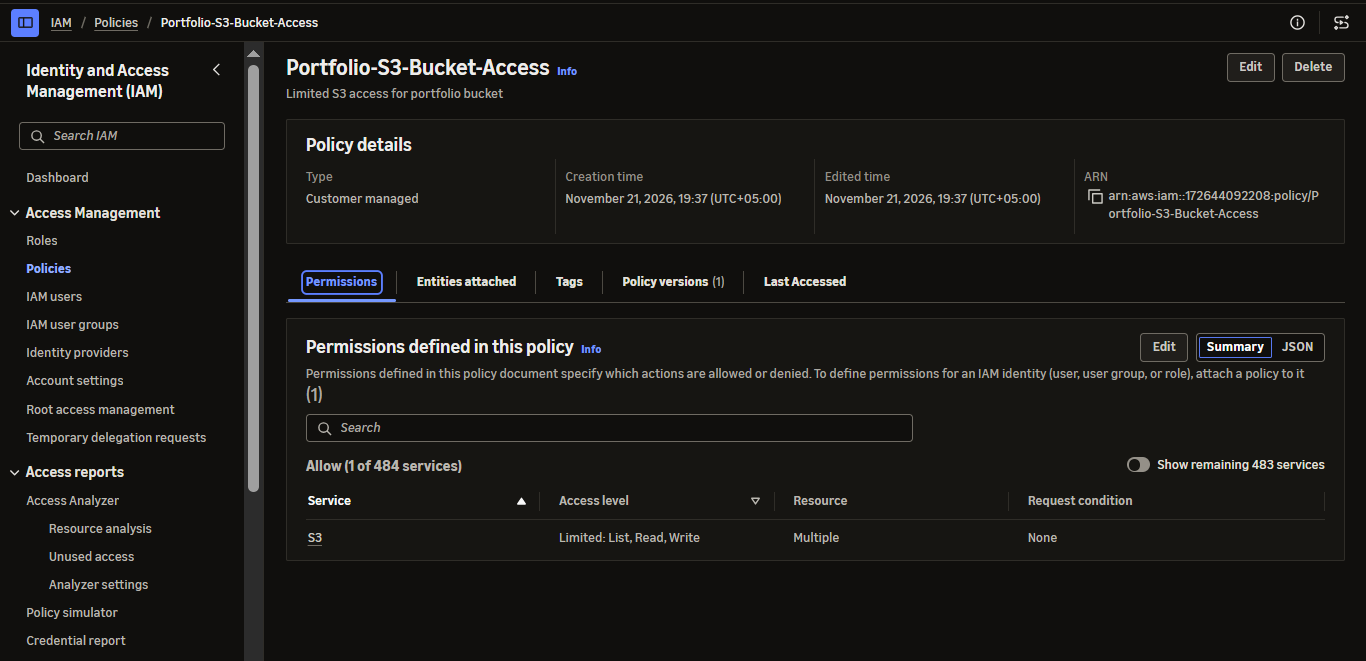 IAM / Policies / Portfolio-S3-Bucket-Access
Identity and Access
Management (IAM)
Search IAM
Dashboard
Access Management
Roles
Policies
IAM users
IAM user groups
Identity providers
Account settings
Root access management
Temporary delegation requests
Access reports
Access Analyzer
Resource analysis
Unused access
Analyzer settings
Policy simulator
Credential report
Portfolio-S3-Bucket-Access Info
Edit Delete
Limited S3 access for portfolio bucket
Policy details
Type
Customer managed
Creation time
November 21, 2026, 19:37 (UTC+05:00)
Edited time
November 21, 2026, 19:37 (UTC+05:00)
ARN
arn:aws:iam::172644092208:policy/P
ortfolio-S3-Bucket-Access
Permissions Entities attached Tags Policy versions (1) Last Accessed
Permissions defined in this policy Info
Edit Summary JSON
Permissions defined in this policy document specify which actions are allowed or denied. To define permissions for an IAM identity (user, user group, or role), attach a policy to it
(1)
Search
Allow (1 of 484 services)
Show remaining 483 services
Service Access level Resource Request condition
S3 Limited: List, Read, Write Multiple None